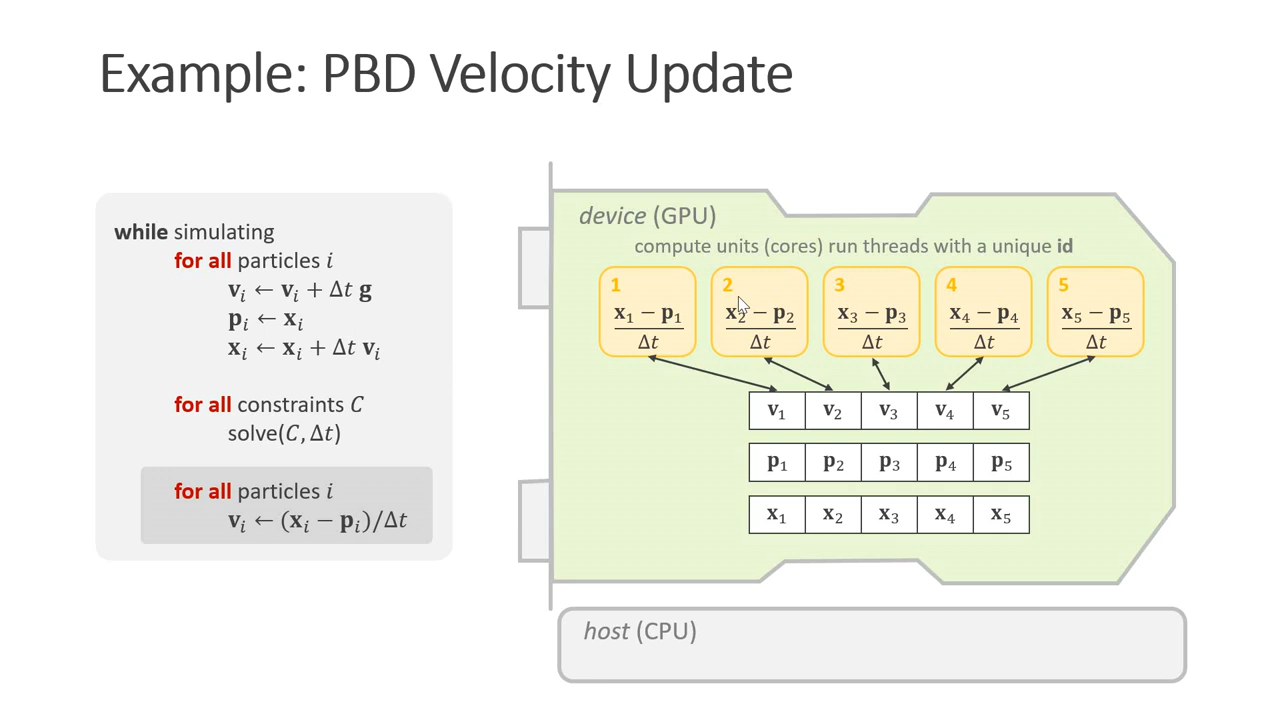 Example: PBD Velocity Update
while simulating
for all particles i
𝐯ᵢ ← 𝐯ᵢ + Δt 𝐠
𝐩ᵢ ← 𝐱ᵢ
𝐱ᵢ ← 𝐱ᵢ + Δt 𝐯ᵢ
for all constraints C
solve(C, Δt)
for all particles i
𝐯ᵢ ← (𝐱ᵢ − 𝐩ᵢ)/Δt
device (GPU)
compute units (cores) run threads with a unique id
1 2 3 4 5
𝐱₁ − 𝐩₁ 𝐱₂ − 𝐩₂ 𝐱₃ − 𝐩₃ 𝐱₄ − 𝐩₄ 𝐱₅ − 𝐩₅
Δt Δt Δt Δt Δt
𝐯₁ 𝐯₂ 𝐯₃ 𝐯₄ 𝐯₅
𝐩₁ 𝐩₂ 𝐩₃ 𝐩₄ 𝐩₅
𝐱₁ 𝐱₂ 𝐱₃ 𝐱₄ 𝐱₅
host (CPU)